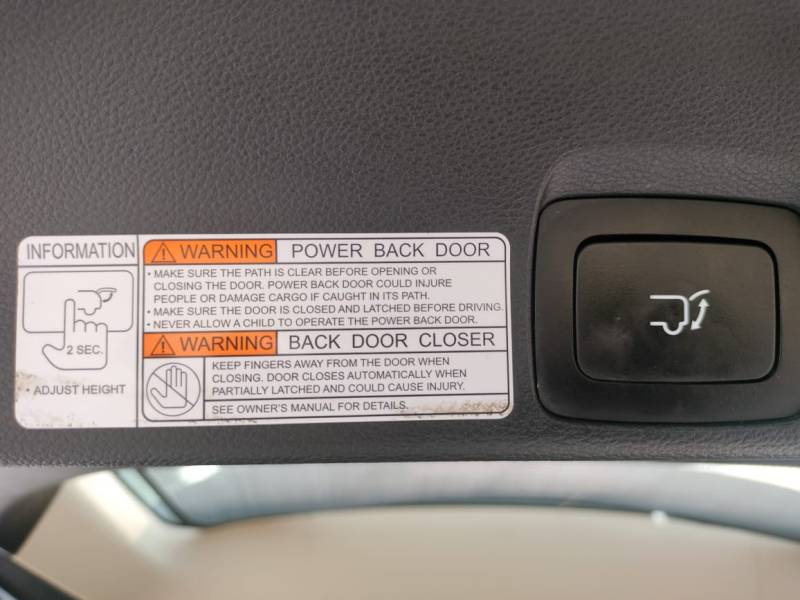 INFORMATION
2 SEC.
• ADJUST HEIGHT
WARNING POWER BACK DOOR
• MAKE SURE THE PATH IS CLEAR BEFORE OPENING OR
CLOSING THE DOOR. POWER BACK DOOR COULD INJURE
PEOPLE OR DAMAGE CARGO IF CAUGHT IN ITS PATH.
• MAKE SURE THE DOOR IS CLOSED AND LATCHED BEFORE DRIVING.
• NEVER ALLOW A CHILD TO OPERATE THE POWER BACK DOOR.
WARNING BACK DOOR CLOSER
KEEP FINGERS AWAY FROM THE DOOR WHEN
CLOSING. DOOR CLOSES AUTOMATICALLY WHEN
PARTIALLY LATCHED AND COULD CAUSE INJURY.
SEE OWNER'S MANUAL FOR DETAILS.